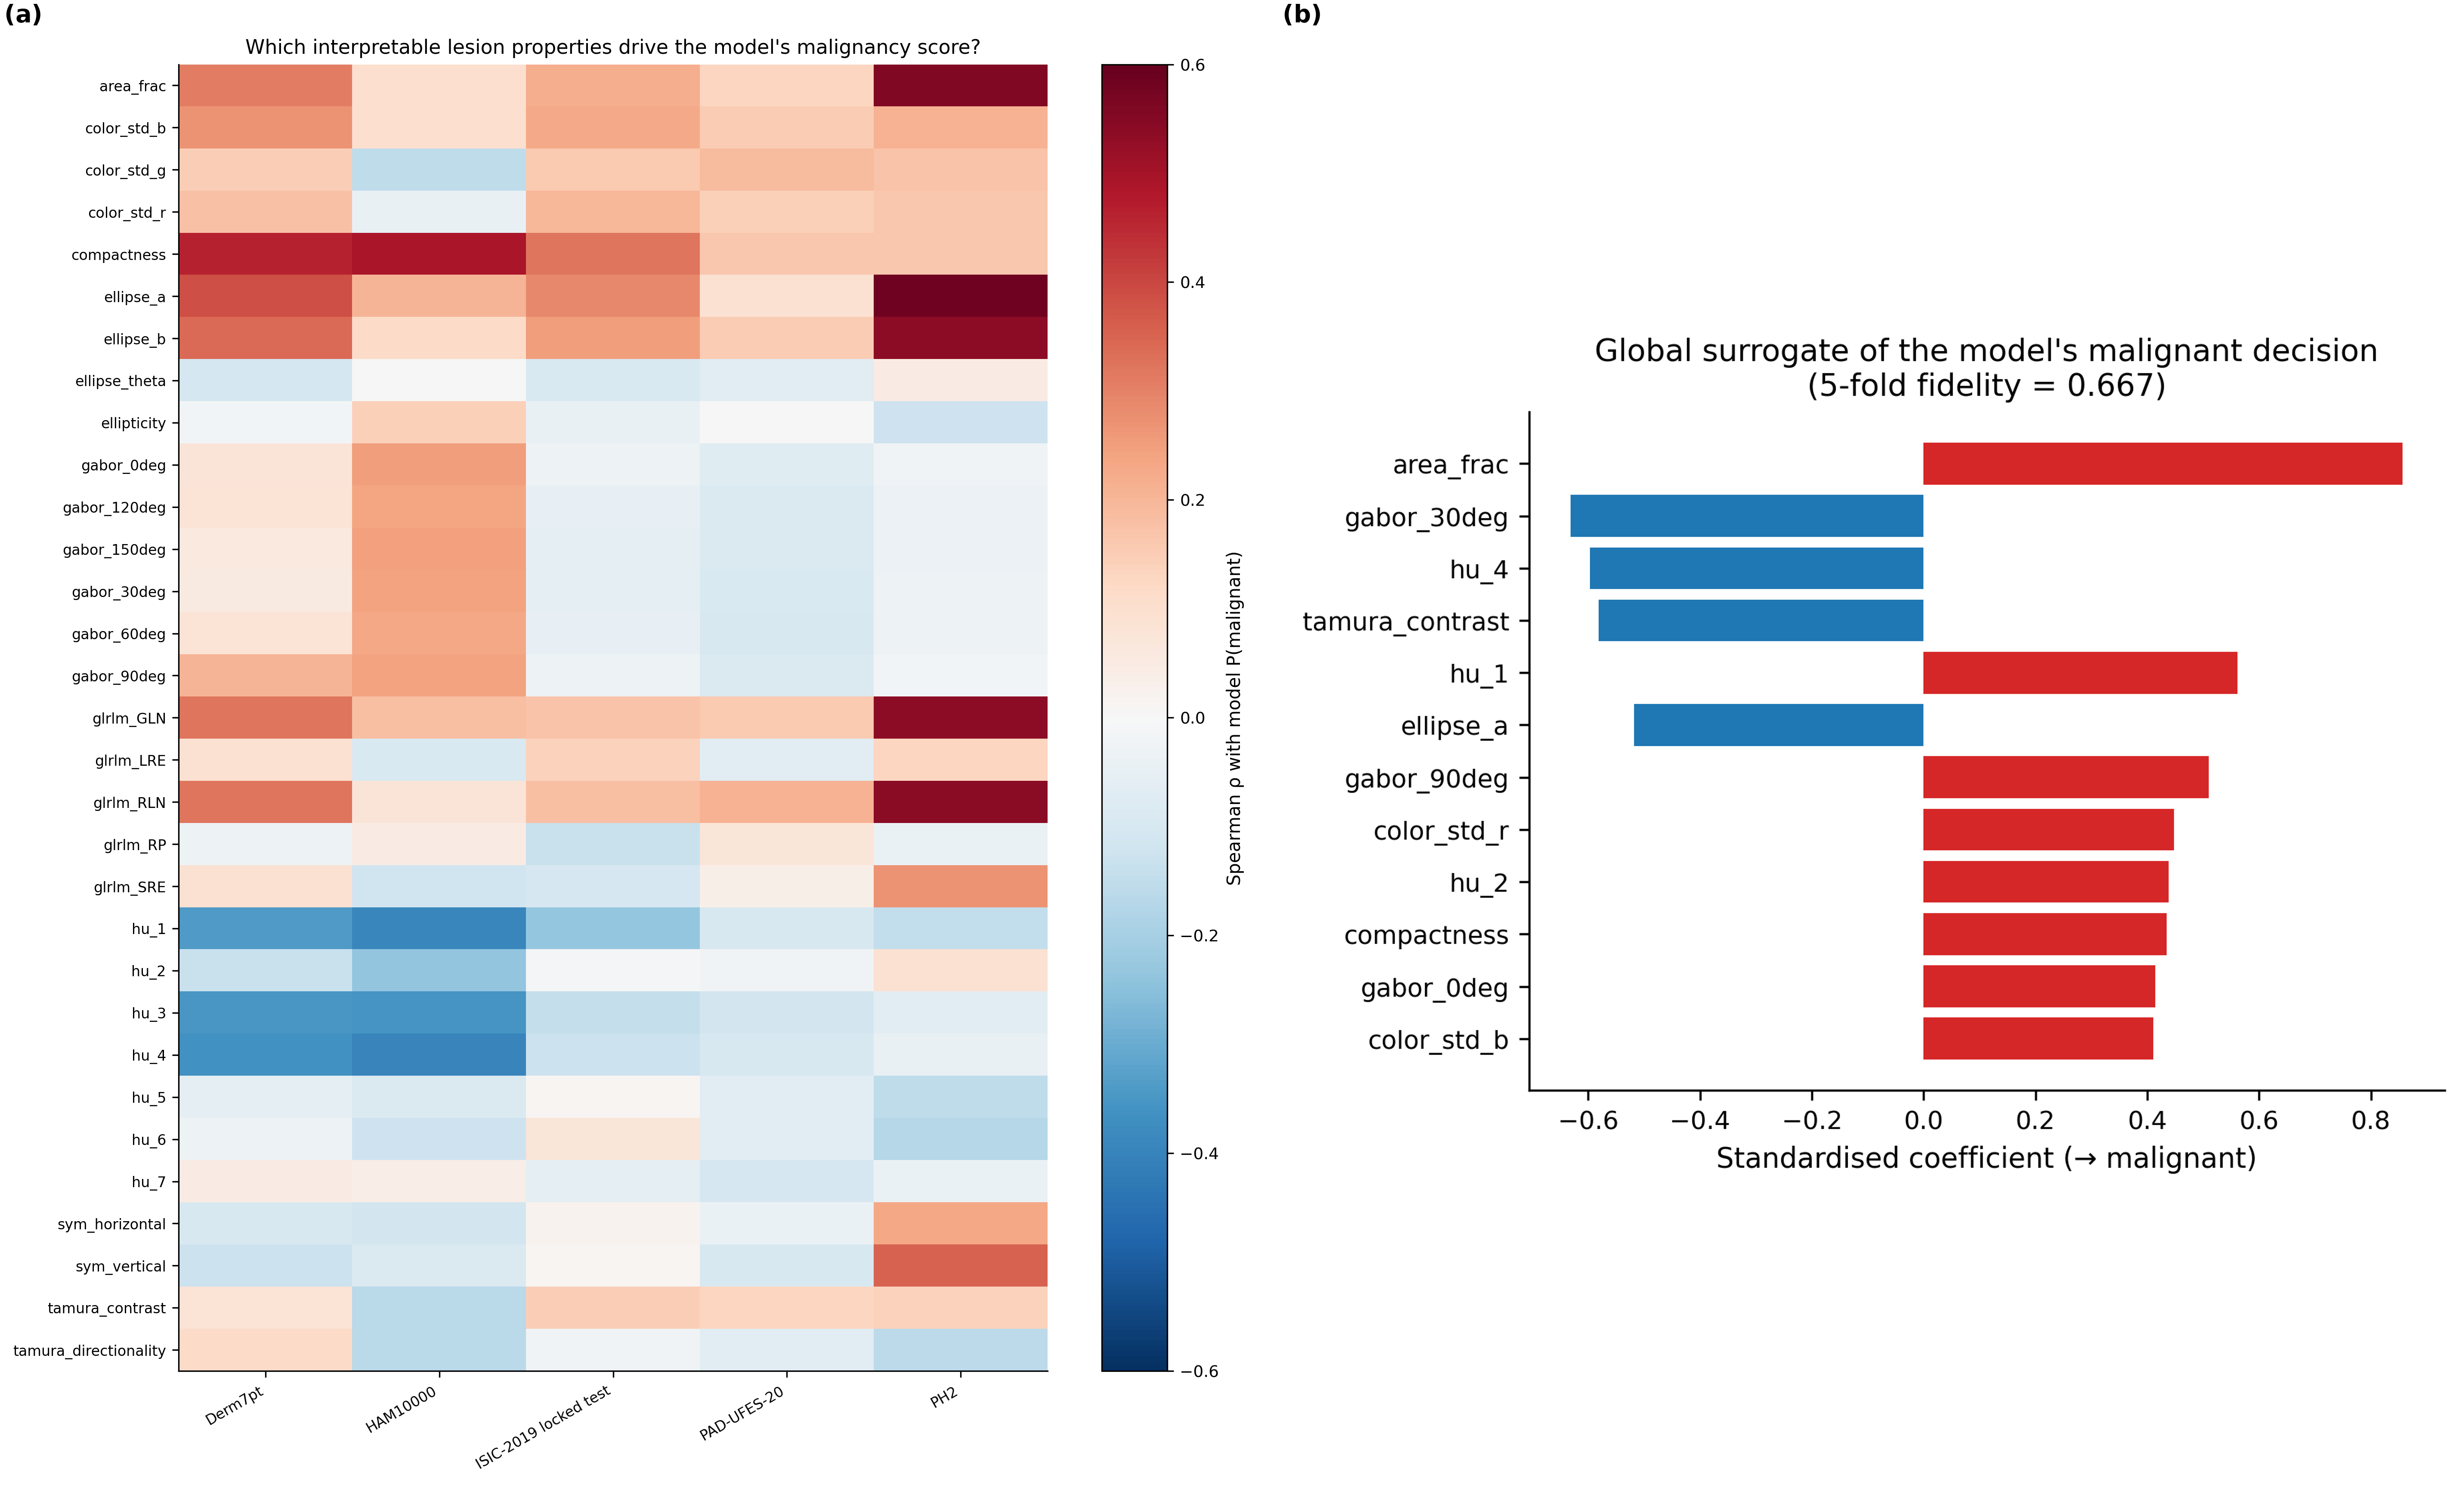 (a)
Which interpretable lesion properties drive the model's malignancy score?
area_frac
color_std_b
color_std_g
color_std_r
compactness
ellipse_a
ellipse_b
ellipse_theta
ellipticity
gabor_0deg
gabor_120deg
gabor_150deg
gabor_30deg
gabor_60deg
gabor_90deg
glrlm_GLN
glrlm_LRE
glrlm_RLN
glrlm_RP
glrlm_SRE
hu_1
hu_2
hu_3
hu_4
hu_5
hu_6
hu_7
sym_horizontal
sym_vertical
tamura_contrast
tamura_directionality
Derm7pt
HAM10000
ISIC-2019 locked test
PAD-UFES-20
PH2
0.6
0.4
0.2
0.0
−0.2
−0.4
−0.6
Spearman ρ with model P(malignant)
(b)
Global surrogate of the model's malignant decision
(5-fold fidelity = 0.667)
area_frac
gabor_30deg
hu_4
tamura_contrast
hu_1
ellipse_a
gabor_90deg
color_std_r
hu_2
compactness
gabor_0deg
color_std_b
−0.6 −0.4 −0.2 0.0 0.2 0.4 0.6 0.8
Standardised coefficient (→ malignant)